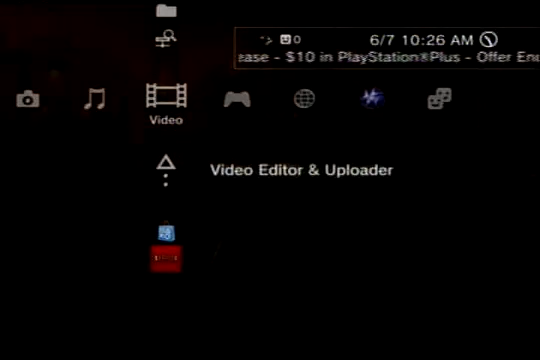 0 6/7 10:26 AM
ease - $10 in PlayStation®Plus - Offer En
Video
Video Editor & Uploader